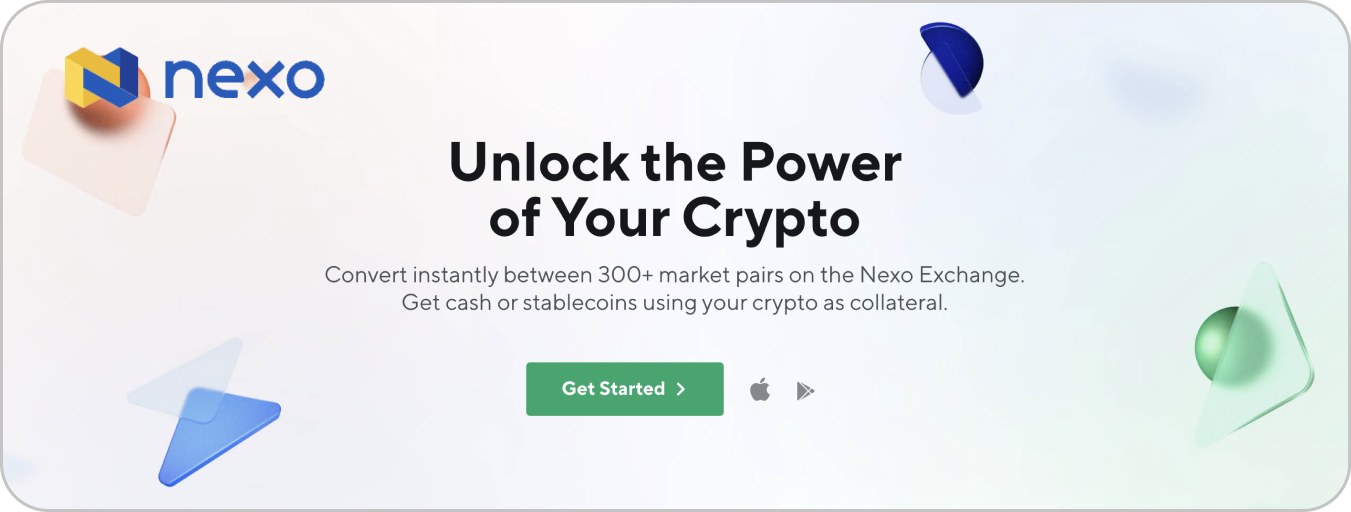 nexo
Unlock the Power
of Your Crypto
Convert instantly between 300+ market pairs on the Nexo Exchange.
Get cash or stablecoins using your crypto as collateral.
Get Started